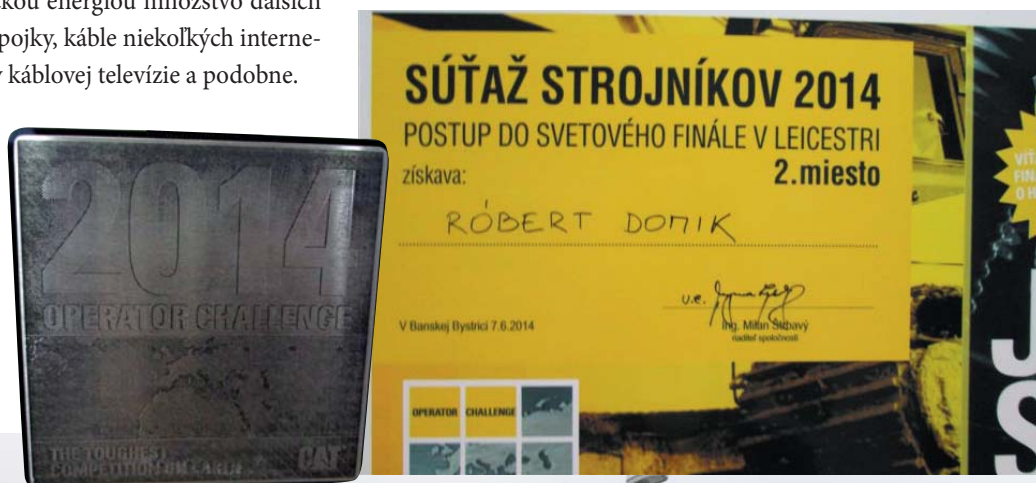 kou energiou množstvo ďalších
pojky, káble niekoľkých interne-
káblovej televízie a podobne.
SÚŤAŽ STROJNÍKOV 2014
POSTUP DO SVETOVÉHO FINÁLE V LEICESTRI
získava:
2.miesto
RÓBERT DOMIK
v.z.
V Banskej Bystrici 7.6.2014
Ing. Milan
riaditeľ spoločnosti
OPERATOR CHALLENGE
2014
OPERATOR CHALLENGE
THE TOUGHEST
COMPETITION ON EARTH
CAT